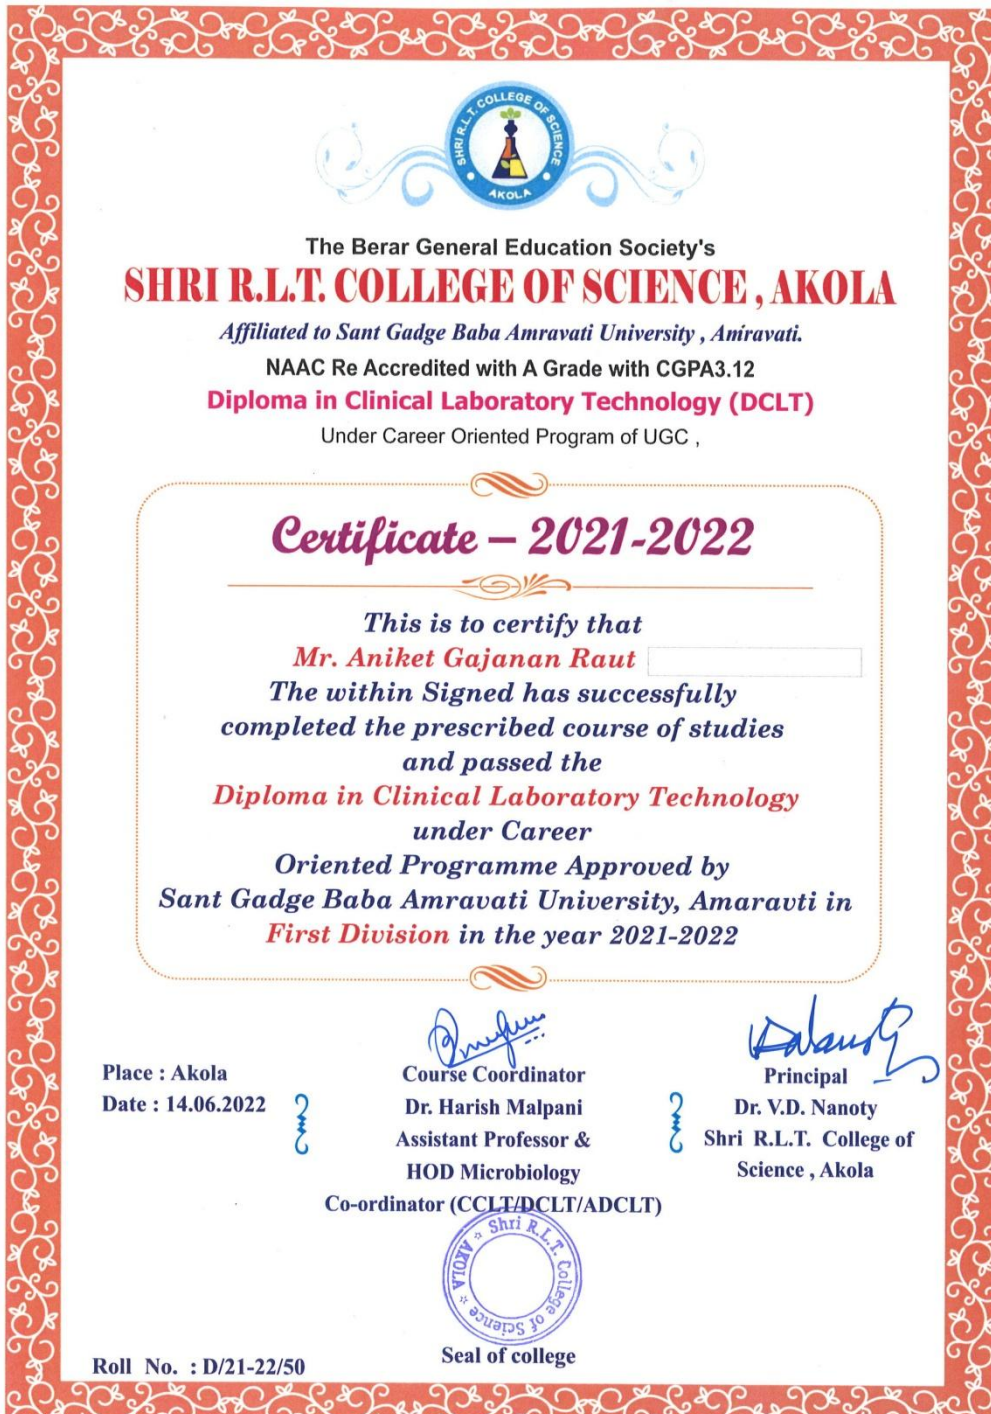 SHRI R.L.T. COLLEGE OF SCIENCE
AKOLA
The Berar General Education Society's
SHRI R.L.T. COLLEGE OF SCIENCE , AKOLA
Affiliated to Sant Gadge Baba Amravati University , Amravati.
NAAC Re Accredited with A Grade with CGPA3.12
Diploma in Clinical Laboratory Technology (DCLT)
Under Career Oriented Program of UGC ,
Certificate – 2021-2022
This is to certify that
Mr. Aniket Gajanan Raut
The within Signed has successfully
completed the prescribed course of studies
and passed the
Diploma in Clinical Laboratory Technology
under Career
Oriented Programme Approved by
Sant Gadge Baba Amravati University, Amaravti in
First Division in the year 2021-2022
Place : Akola
Date : 14.06.2022
Course Coordinator
Dr. Harish Malpani
Assistant Professor &
HOD Microbiology
Co-ordinator (CCLT/DCLT/ADCLT)
Principal
Dr. V.D. Nanoty
Shri R.L.T. College of
Science , Akola
Shri R.L.T. College of Science
AKOLA
Seal of college
Roll No. : D/21-22/50